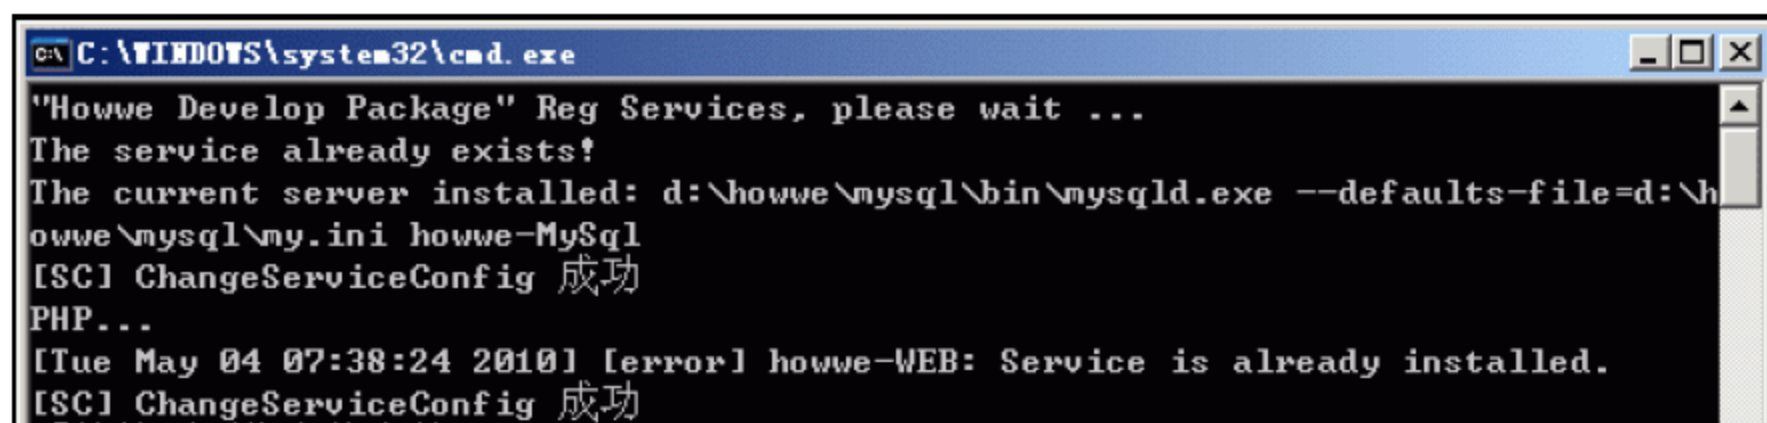 C:\WINDOWS\system32\cmd.exe
"Howwe Develop Package" Reg Services, please wait ...
The service already exists!
The current server installed: d:\howwe\mysql\bin\mysqld.exe --defaults-file=d:\h
owwe\mysql\my.ini howwe-MySql
[SC] ChangeServiceConfig 成功
PHP...
[Tue May 04 07:38:24 2010] [error] howwe-WEB: Service is already installed.
[SC] ChangeServiceConfig 成功